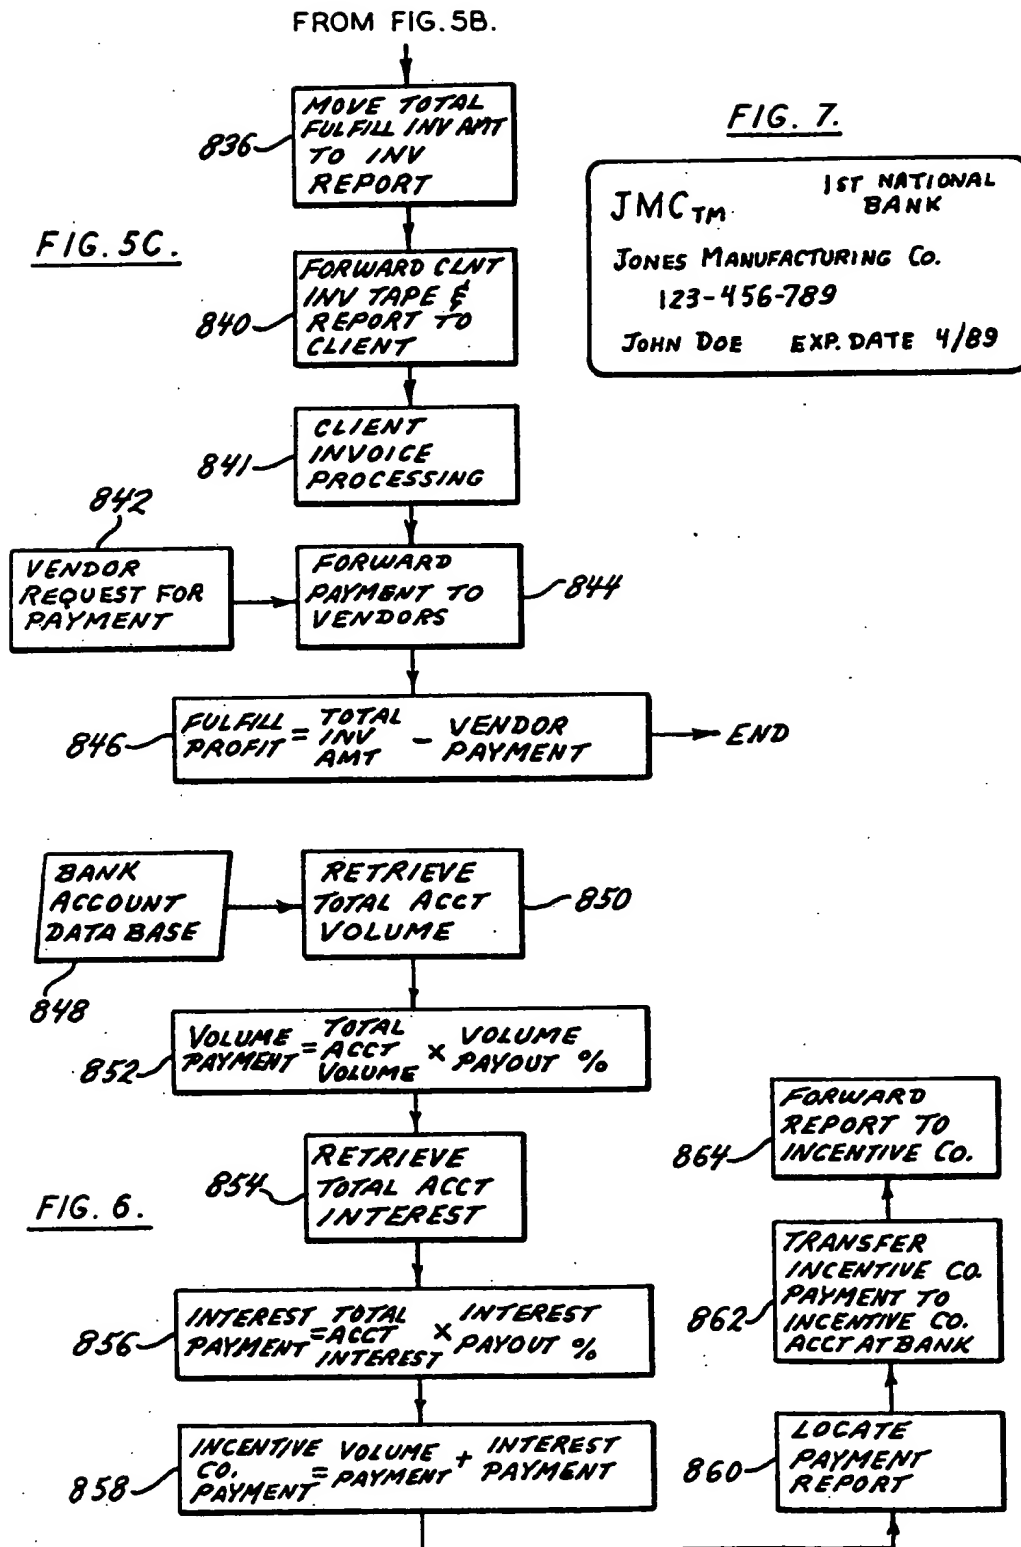 FROM FIG. 5B.
MOVE TOTAL
FULFILL INV AMT
TO INV
REPORT
836
FIG. 5C.
FORWARD CLNT
INV TAPE &
REPORT TO
CLIENT
840
CLIENT
INVOICE
PROCESSING
841
842
VENDOR
REQUEST FOR
PAYMENT
FORWARD
PAYMENT TO
VENDORS
844
FULFILL PROFIT = TOTAL INV AMT - VENDOR PAYMENT
846
END
FIG. 7.
JMC TM
1ST NATIONAL
BANK
JONES MANUFACTURING CO.
123-456-789
JOHN DOE EXP. DATE 4/89
BANK
ACCOUNT
DATA BASE
848
RETRIEVE
TOTAL ACCT
VOLUME
850
VOLUME PAYMENT = TOTAL ACCT VOLUME × VOLUME PAYOUT %
852
RETRIEVE
TOTAL ACCT
INTEREST
854
FIG. 6.
INTEREST PAYMENT = TOTAL ACCT INTEREST × INTEREST PAYOUT %
856
INCENTIVE CO. PAYMENT = VOLUME PAYMENT + INTEREST PAYMENT
858
LOCATE
PAYMENT
REPORT
860
TRANSFER
INCENTIVE CO.
PAYMENT TO
INCENTIVE CO.
ACCT AT BANK
862
FORWARD
REPORT TO
INCENTIVE CO.
864